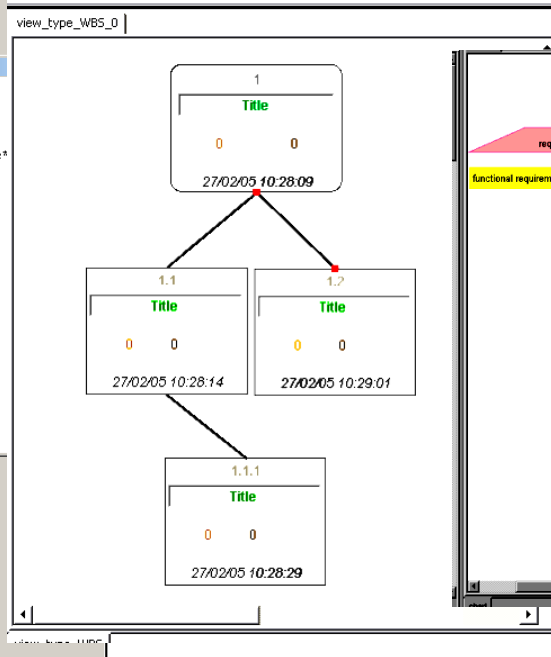 view_type_WBS_0
1
Title
0 0
27/02/05 10:28:09
req
functional requirem
1.1
Title
0 0
27/02/05 10:28:14
1.2
Title
0 0
27/02/05 10:29:01
1.1.1
Title
0 0
27/02/05 10:28:29